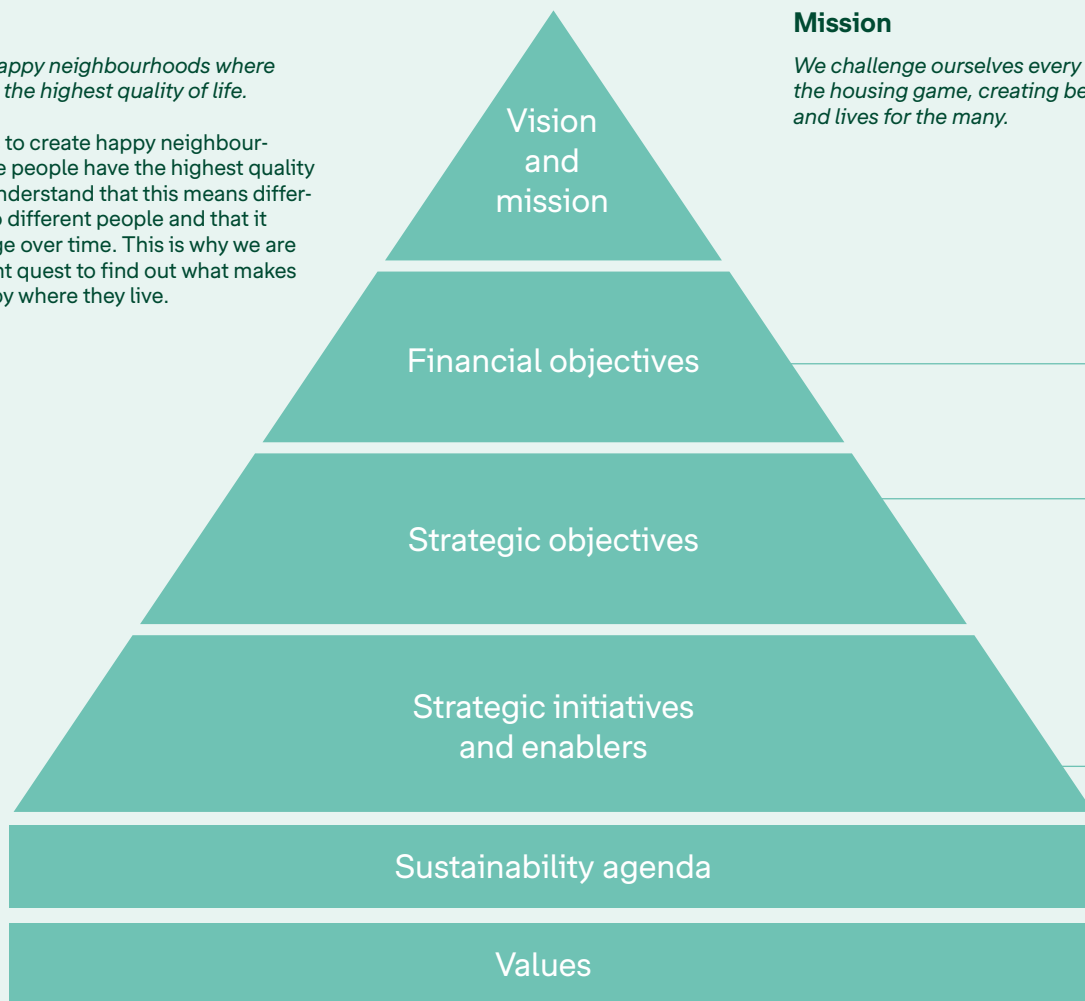 appy neighbourhoods where
the highest quality of life.
to create happy neighbour-
people have the highest quality
nderstand that this means differ-
different people and that it
over time. This is why we are
quest to find out what makes
where they live.
Mission
We challenge ourselves every
the housing game, creating be
and lives for the many.
Vision
and
mission
Financial objectives
Strategic objectives
Strategic initiatives
and enablers
Sustainability agenda
Values